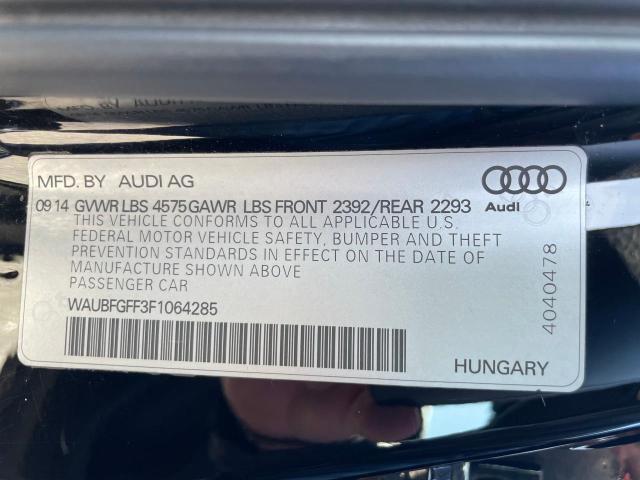 MFD. BY AUDI AG
09 14 GVWR LBS 4575 GAWR LBS FRONT 2392/REAR 2293
Audi
THIS VEHICLE CONFORMS TO ALL APPLICABLE U.S.
FEDERAL MOTOR VEHICLE SAFETY, BUMPER AND THEFT
PREVENTION STANDARDS IN EFFECT ON THE DATE OF
MANUFACTURE SHOWN ABOVE
PASSENGER CAR
WAUBFGFF3F1064285
4040478
HUNGARY